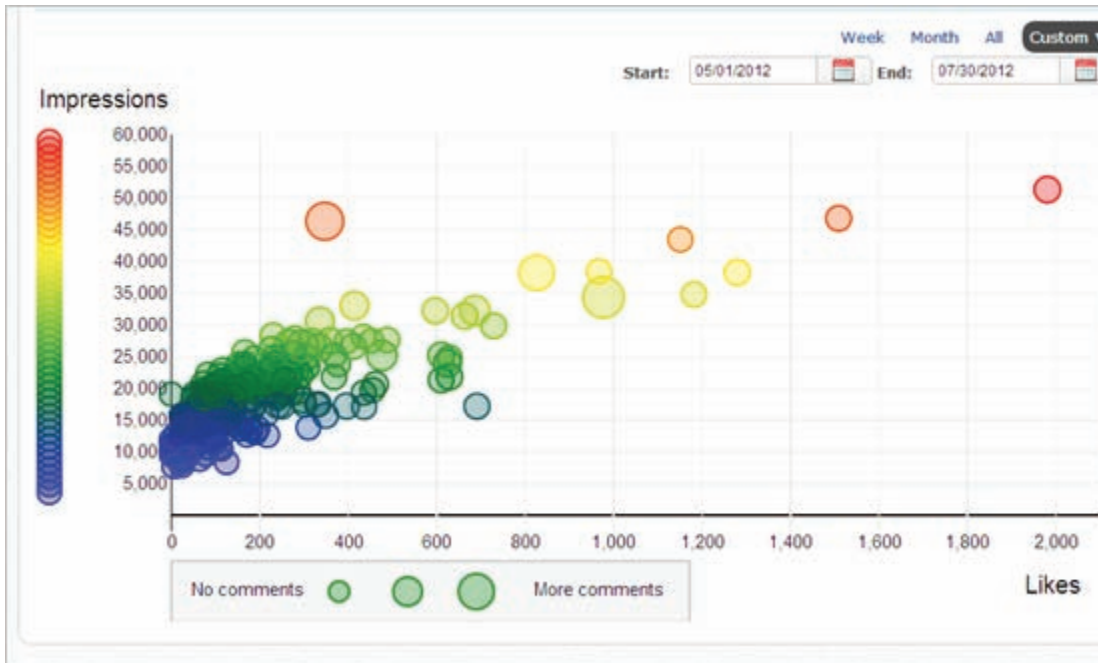 Week Month All Custom
Start: 05/01/2012 End: 07/30/2012
Impressions
60,000
55,000
50,000
45,000
40,000
35,000
30,000
25,000
20,000
15,000
10,000
5,000
0 200 400 600 800 1,000 1,200 1,400 1,600 1,800 2,000
No comments More comments
Likes